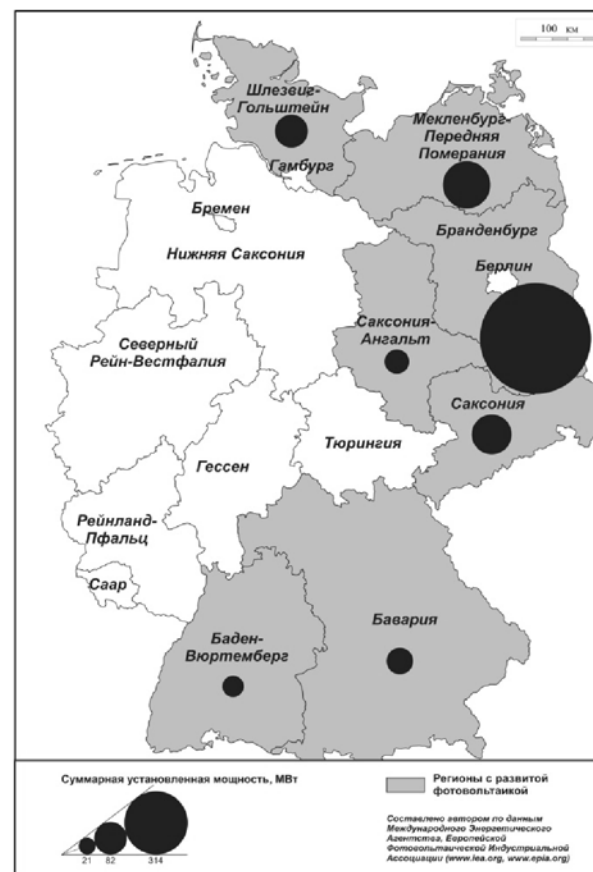 100 км
Шлезвиг-
Гольштейн
Мекленбург-
Передняя
Померания
Гамбург
Бремен
Бранденбург
Нижняя Саксония
Берлин
Саксония-
Ангальт
Северный
Рейн-Вестфалия
Саксония
Тюрингия
Гессен
Рейнланд-
Пфальц
Саар
Бавария
Баден-
Вюртемберг
Суммарная установленная мощность, МВт
21 82 314
Регионы с развитой
фотовольтаикой
Составлено автором по данным
Международного Энергетического
Агентства, Европейской
Фотовольтаической Индустриальной
Ассоциации (www.iea.org, www.epia.org)